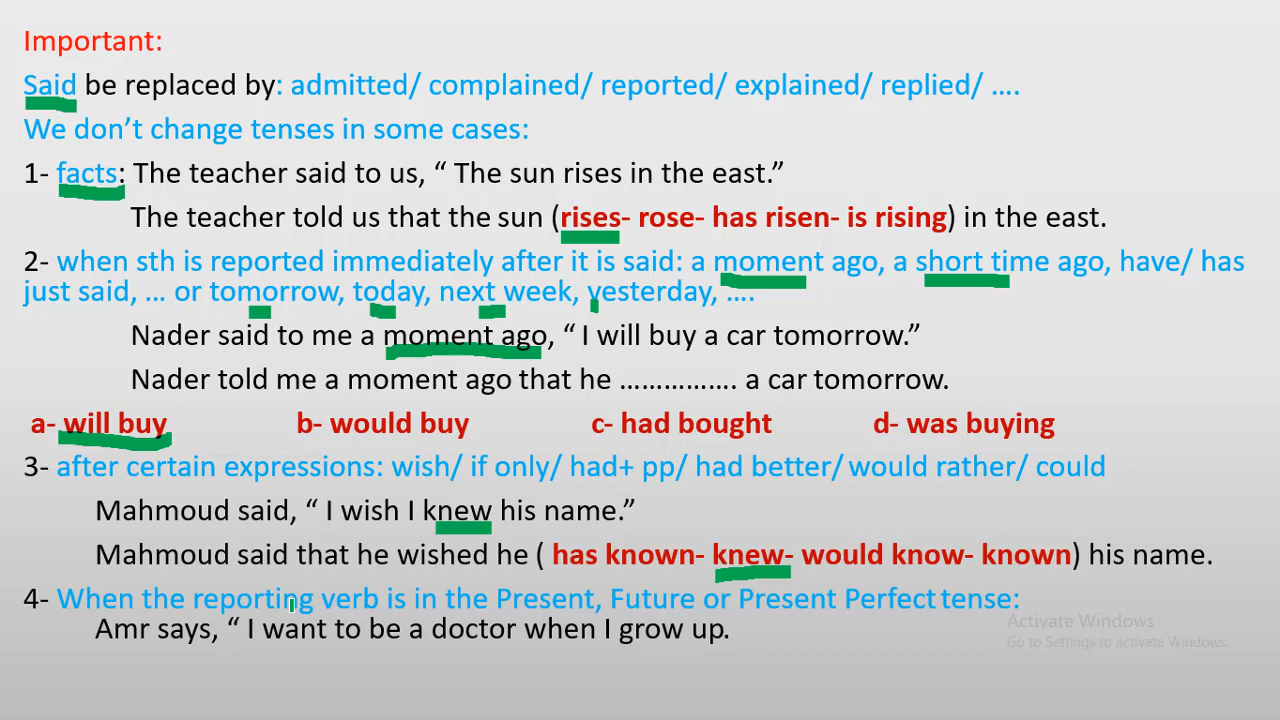 Important:
Said be replaced by: admitted/ complained/ reported/ explained/ replied/ ….
We don’t change tenses in some cases:
1- facts: The teacher said to us, “ The sun rises in the east.”
The teacher told us that the sun (rises- rose- has risen- is rising) in the east.
2- when sth is reported immediately after it is said: a moment ago, a short time ago, have/ has
just said, … or tomorrow, today, next week, yesterday, ….
Nader said to me a moment ago, “ I will buy a car tomorrow.”
Nader told me a moment ago that he ……………. a car tomorrow.
a- will buy b- would buy c- had bought d- was buying
3- after certain expressions: wish/ if only/ had+ pp/ had better/ would rather/ could
Mahmoud said, “ I wish I knew his name.”
Mahmoud said that he wished he ( has known- knew- would know- known) his name.
4- When the reporting verb is in the Present, Future or Present Perfect tense:
Amr says, “ I want to be a doctor when I grow up.
Activate Windows
Go to Settings to activate Windows.